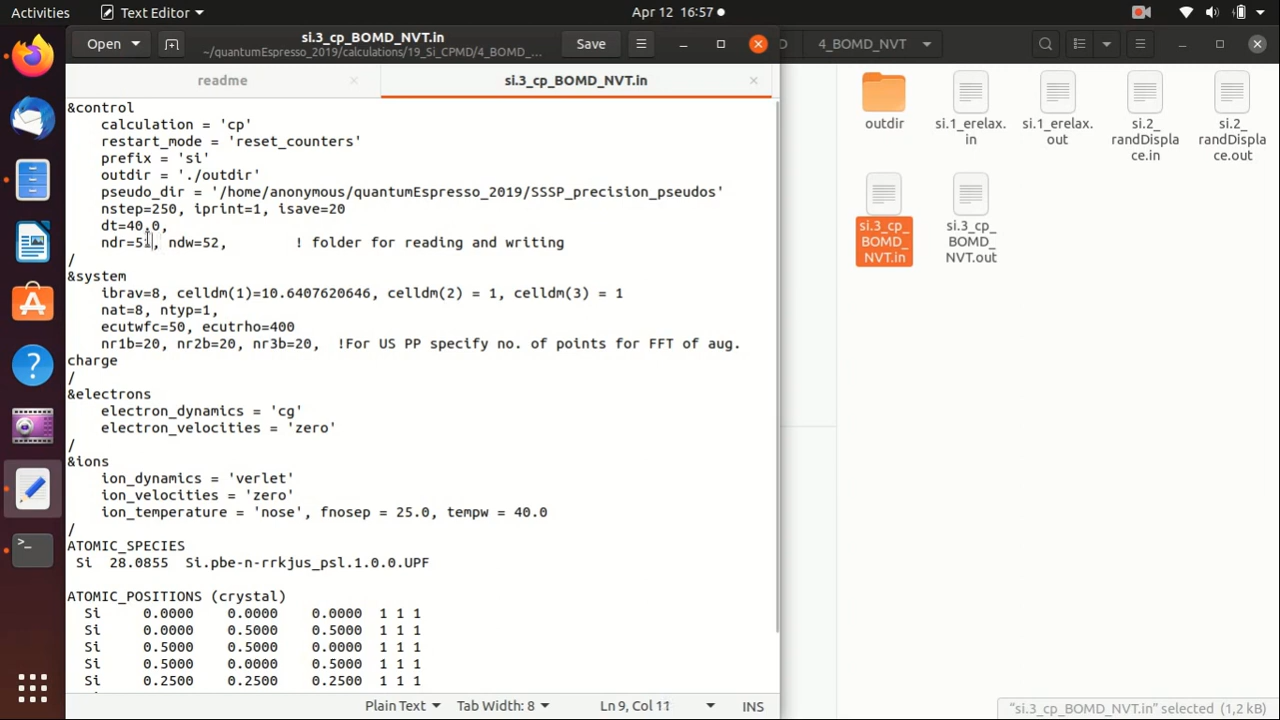 Activities
Text Editor
Apr 12 16:57
Open
si.3_cp_BOMD_NVT.in
~/quantumEspresso_2019/calculations/19_Si_CPMD/4_BOMD_...
Save
D
4_BOMD_NVT
readme
si.3_cp_BOMD_NVT.in
&control
calculation = 'cp'
restart_mode = 'reset_counters'
prefix = 'si'
outdir = './outdir'
pseudo_dir = '/home/anonymous/quantumEspresso_2019/SSSP_precision_pseudos'
nstep=250, iprint=1, isave=20
dt=40.0,
ndr=51, ndw=52, ! folder for reading and writing
/
&system
ibrav=8, celldm(1)=10.6407620646, celldm(2) = 1, celldm(3) = 1
nat=8, ntyp=1,
ecutwfc=50, ecutrho=400
nr1b=20, nr2b=20, nr3b=20, !For US PP specify no. of points for FFT of aug.
charge
/
&electrons
electron_dynamics = 'cg'
electron_velocities = 'zero'
/
&ions
ion_dynamics = 'verlet'
ion_velocities = 'zero'
ion_temperature = 'nose', fnosep = 25.0, tempw = 40.0
/
ATOMIC_SPECIES
Si 28.0855 Si.pbe-n-rrkjus_psl.1.0.0.UPF
ATOMIC_POSITIONS (crystal)
Si 0.0000 0.0000 0.0000 1 1 1
Si 0.0000 0.5000 0.5000 1 1 1
Si 0.5000 0.5000 0.0000 1 1 1
Si 0.5000 0.0000 0.5000 1 1 1
Si 0.2500 0.2500 0.2500 1 1 1
Plain Text
Tab Width: 8
Ln 9, Col 11
INS
outdir
si.1_erelax.
in
si.1_erelax.
out
si.2_
randDisplace.
in
si.2_
randDisplace.
out
si.3_cp_
BOMD_
NVT.in
si.3_cp_
BOMD_
NVT.out
"si.3_cp_BOMD_NVT.in" selected (1,2 kB)